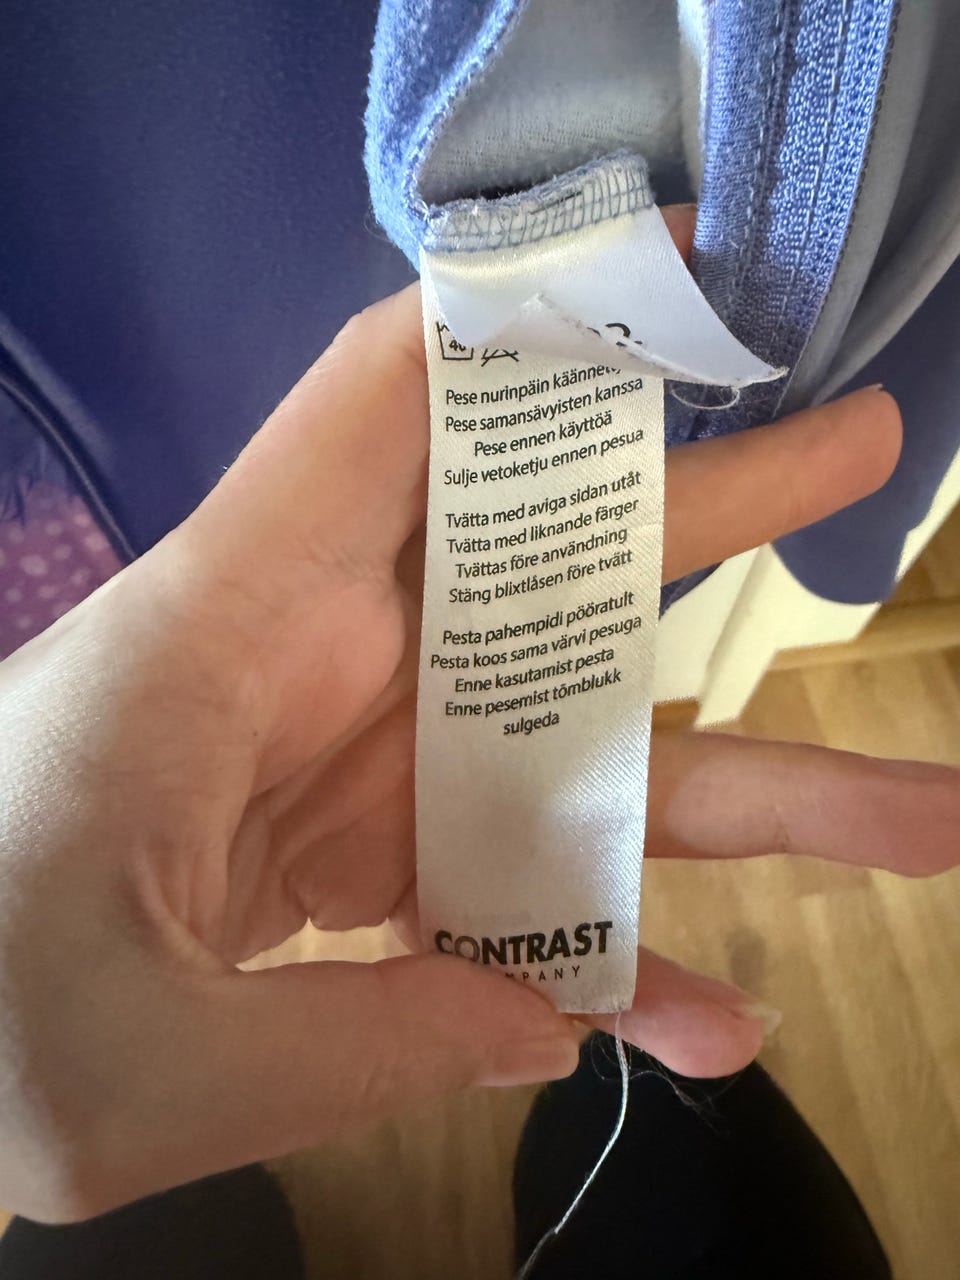 40
Pese nurinpäin
Pese samansävyisten kanssa
Pese ennen käyttöä
Sulje vetoketju ennen pesua
Tvätta med aviga sidan utåt
Tvätta med liknande färger
Tvättas före användning
Stäng blixtlåsen före tvätt
Pesta pahempidi pööratult
Pesta koos sama värvi pesuga
Enne kasutamist pesta
Enne pesemist tõmblukk
sulgeda
CONTRAST